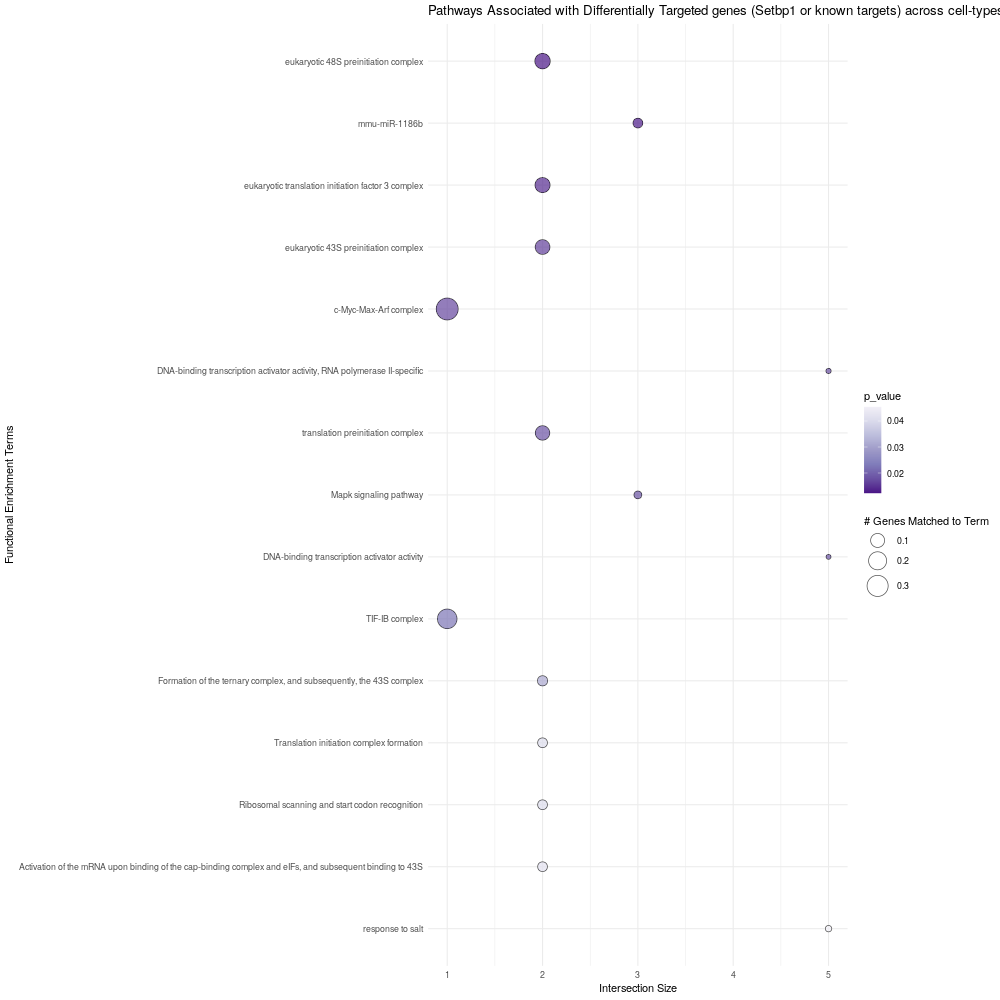 Pathways Associated with Differentially Targeted genes (Setbp1 or known targets) across cell-types
eukaryotic 48S preinitiation complex
mmu-miR-1186b
eukaryotic translation initiation factor 3 complex
eukaryotic 43S preinitiation complex
c-Myc-Max-Arf complex
DNA-binding transcription activator activity, RNA polymerase II-specific
translation preinitiation complex
Mapk signaling pathway
DNA-binding transcription activator activity
TIF-IB complex
Formation of the ternary complex, and subsequently, the 43S complex
Translation initiation complex formation
Ribosomal scanning and start codon recognition
Activation of the mRNA upon binding of the cap-binding complex and eIFs, and subsequent binding to 43S
response to salt
Functional Enrichment Terms
1 2 3 4 5
Intersection Size
p_value
0.04
0.03
0.02
# Genes Matched to Term
0.1
0.2
0.3